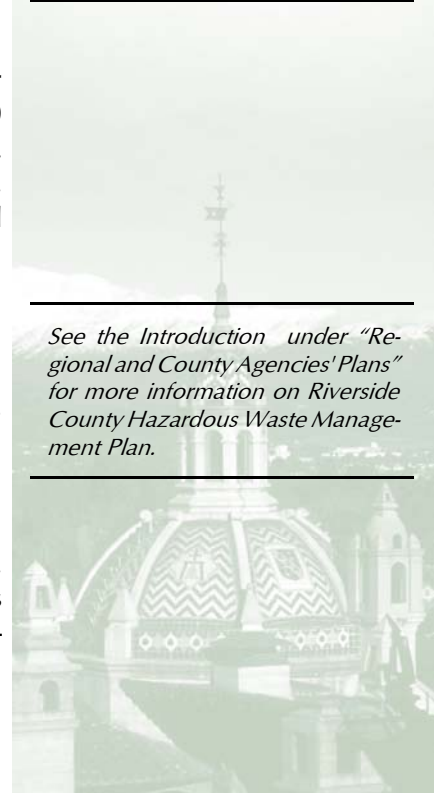 See the Introduction under “Re-
gional and County Agencies' Plans”
for more information on Riverside
County Hazardous Waste Manage-
ment Plan.